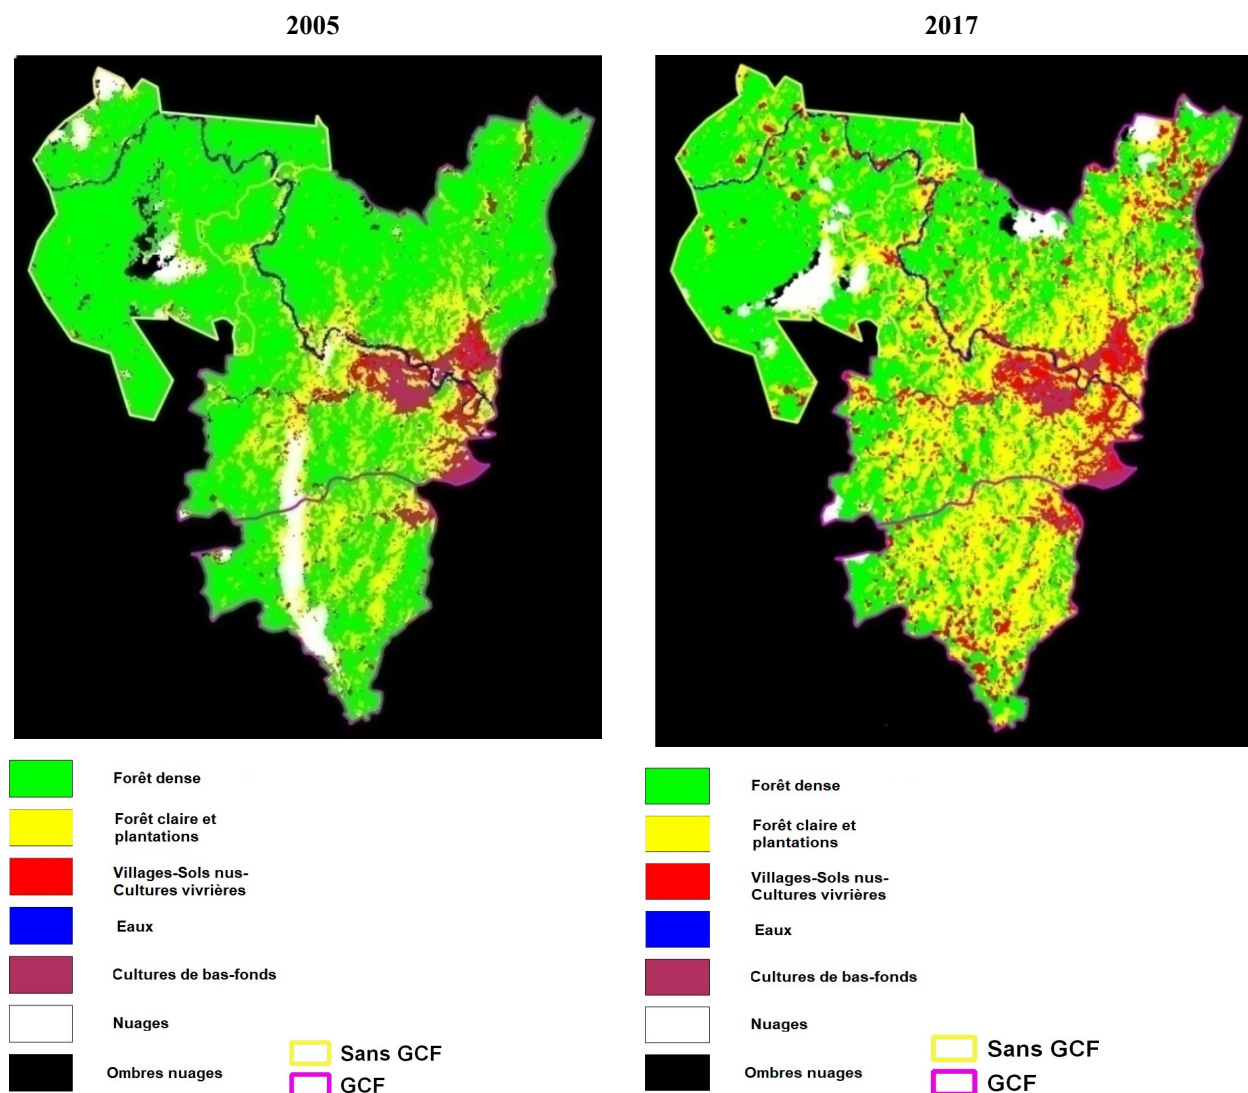 2005
2017
Forêt dense
Forêt claire et
plantations
Villages-Sols nus-
Cultures vivrières
Eaux
Cultures de bas-fonds
Nuages
Ombres nuages
Sans GCF
GCF
Forêt dense
Forêt claire et
plantations
Villages-Sols nus-
Cultures vivrières
Eaux
Cultures de bas-fonds
Nuages
Ombres nuages
Sans GCF
GCF